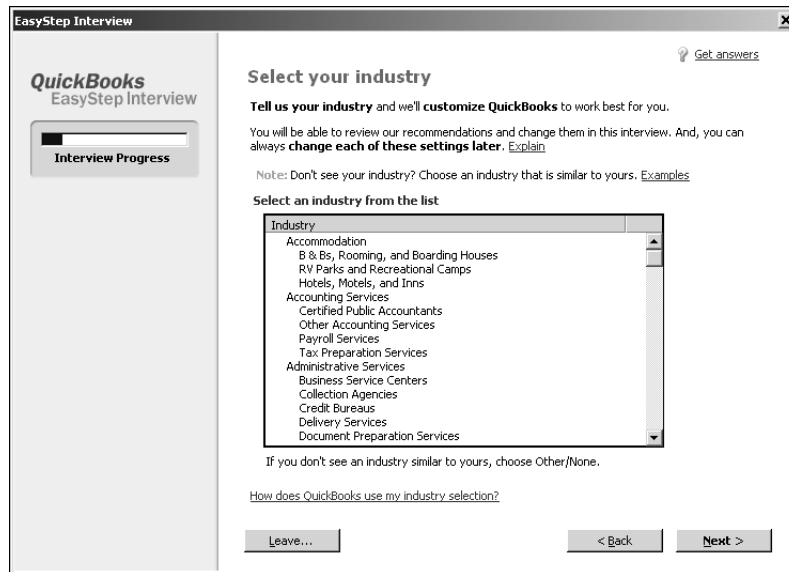 EasyStep Interview
Get answers
QuickBooks
EasyStep Interview
Interview Progress
Select your industry
Tell us your industry and we'll customize QuickBooks to work best for you.
You will be able to review our recommendations and change them in this interview. And, you can
always change each of these settings later. Explain
Note: Don't see your industry? Choose an industry that is similar to yours. Examples
Select an industry from the list
Industry
Accommodation
B & Bs, Rooming, and Boarding Houses
RV Parks and Recreational Camps
Hotels, Motels, and Inns
Accounting Services
Certified Public Accountants
Other Accounting Services
Payroll Services
Tax Preparation Services
Administrative Services
Business Service Centers
Collection Agencies
Credit Bureaus
Delivery Services
Document Preparation Services
If you don't see an industry similar to yours, choose Other/None.
How does QuickBooks use my industry selection?
Leave... < Back Next >